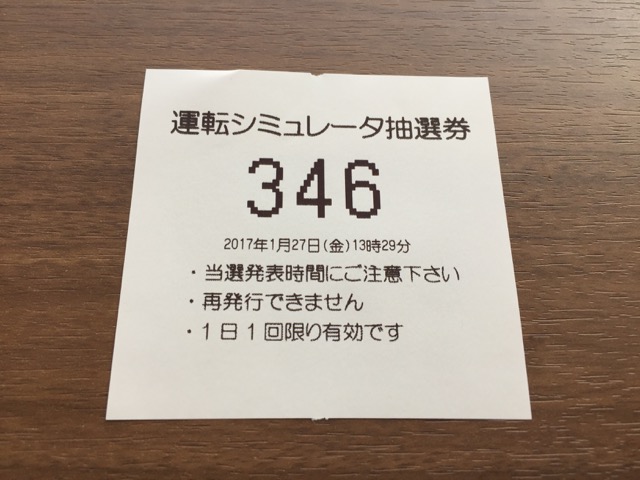 運転シミュレータ抽選券
346
2017年1月27日(金)13時29分
・当選発表時間にご注意下さい
・再発行できません
・1日1回限り有効です